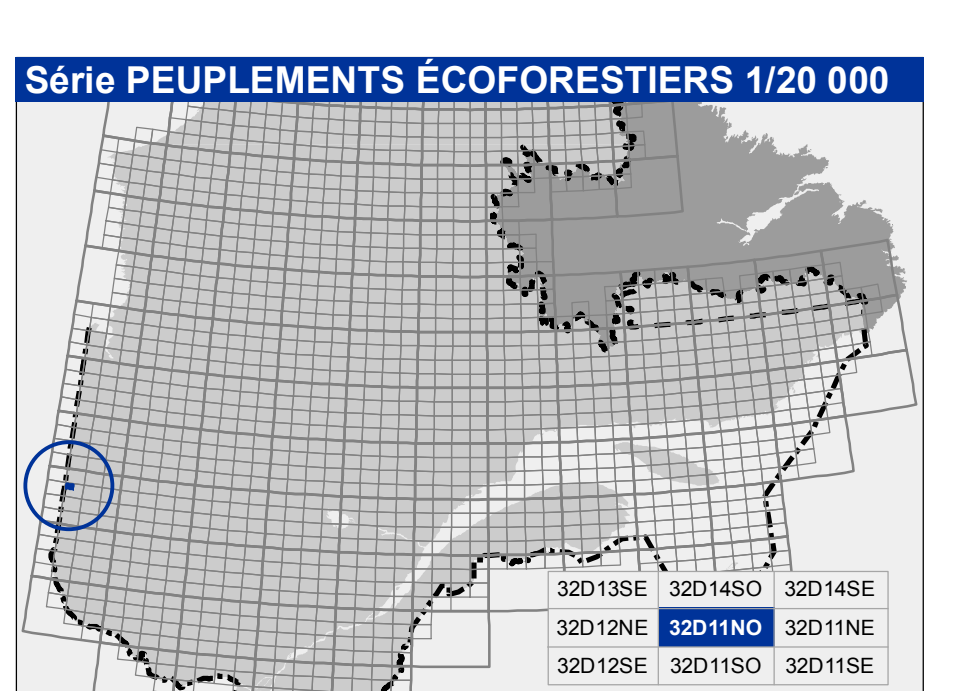 Série PEUPLEMENTS ÉCOFORESTIERS 1/20 000
32D13SE 32D14SO 32D14SE
32D12NE 32D11NO 32D11NE
32D12SE 32D11SO 32D11SE